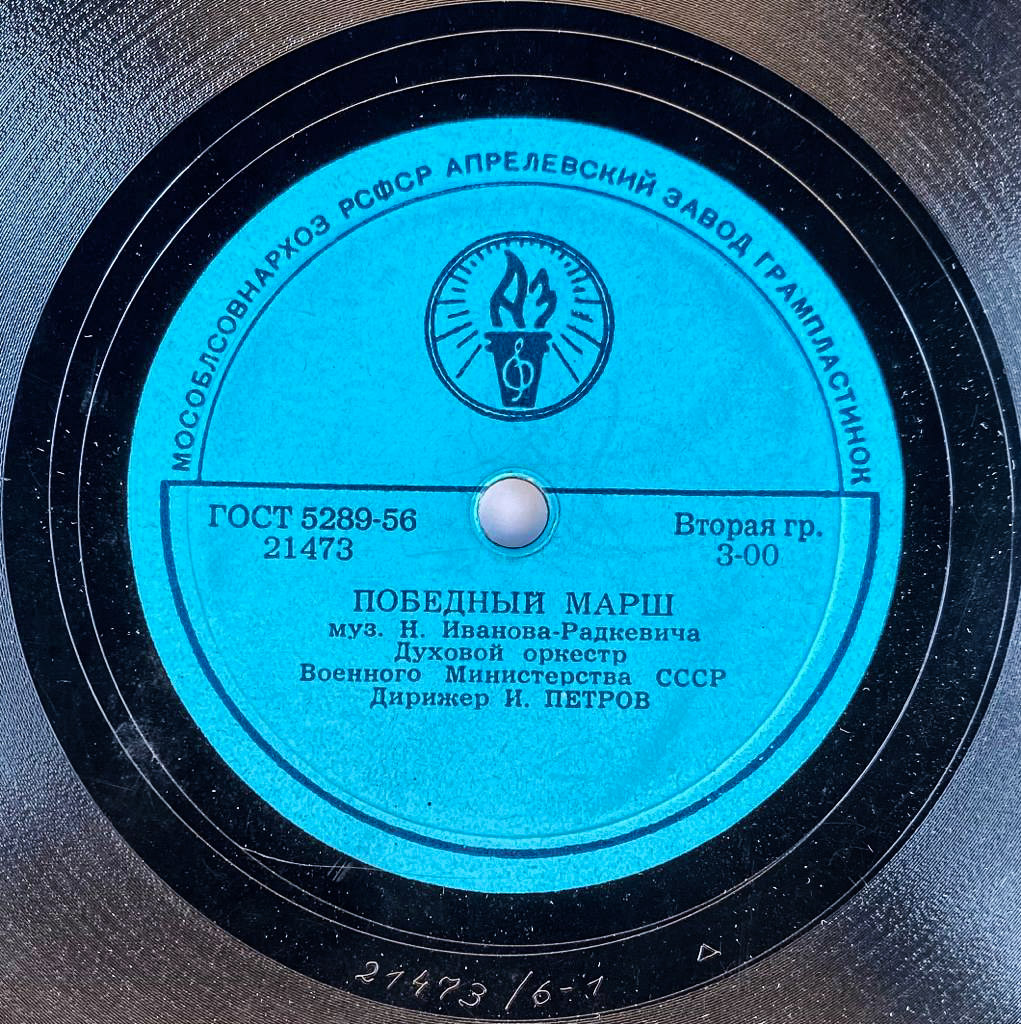 МОСОБЛСОВНАРХОЗ РСФСР АПРЕЛЕВСКИЙ ЗАВОД ГРАМПЛАСТИНОК
АЗ
ГОСТ 5289-56
21473
Вторая гр.
3-00
ПОБЕДНЫЙ МАРШ
муз. Н. Иванова-Радкевича
Духовой оркестр
Военного Министерства СССР
Дирижер И. ПЕТРОВ
21473/6-1